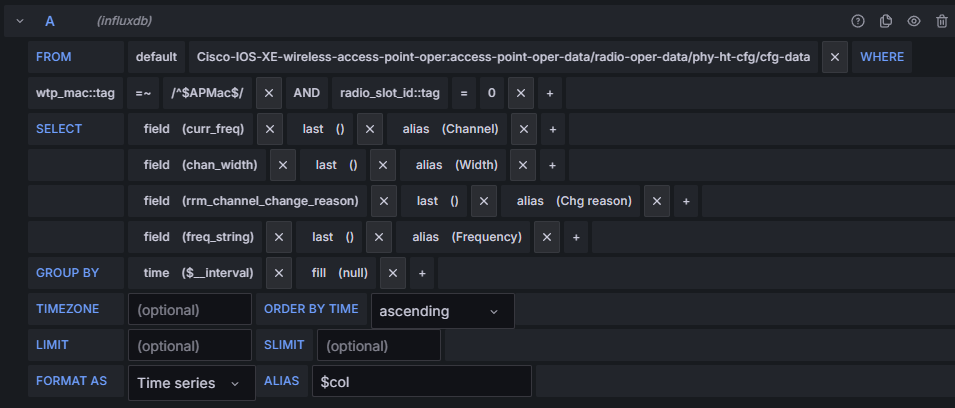 A (influxdb)
FROM default Cisco-IOS-XE-wireless-access-point-oper:access-point-oper-data/radio-oper-data/phy-ht-cfg/cfg-data × WHERE
wtp_mac::tag =~ /^$APMac$/ × AND radio_slot_id::tag = 0 × +
SELECT field (curr_freq) × last () × alias (Channel) × +
field (chan_width) × last () × alias (Width) × +
field (rrm_channel_change_reason) × last () × alias (Chg reason) × +
field (freq_string) × last () × alias (Frequency) × +
GROUP BY time ($__interval) × fill (null) × +
TIMEZONE (optional) ORDER BY TIME ascending
LIMIT (optional) SLIMIT (optional)
FORMAT AS Time series ALIAS $col